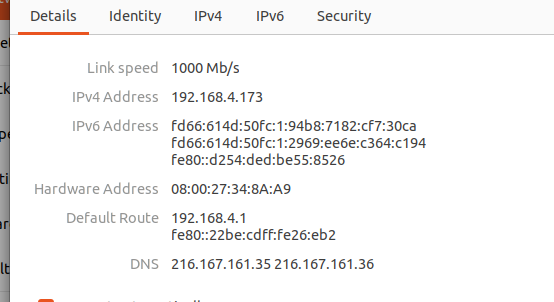 Details Identity IPv4 IPv6 Security
Link speed 1000 Mb/s
IPv4 Address 192.168.4.173
IPv6 Address fd66:614d:50fc:1:94b8:7182:cf7:30ca
fd66:614d:50fc:1:2969:ee6e:c364:c194
fe80::d254:ded:be55:8526
Hardware Address 08:00:27:34:8A:A9
Default Route 192.168.4.1
fe80::22be:cdff:fe26:eb2
DNS 216.167.161.35 216.167.161.36